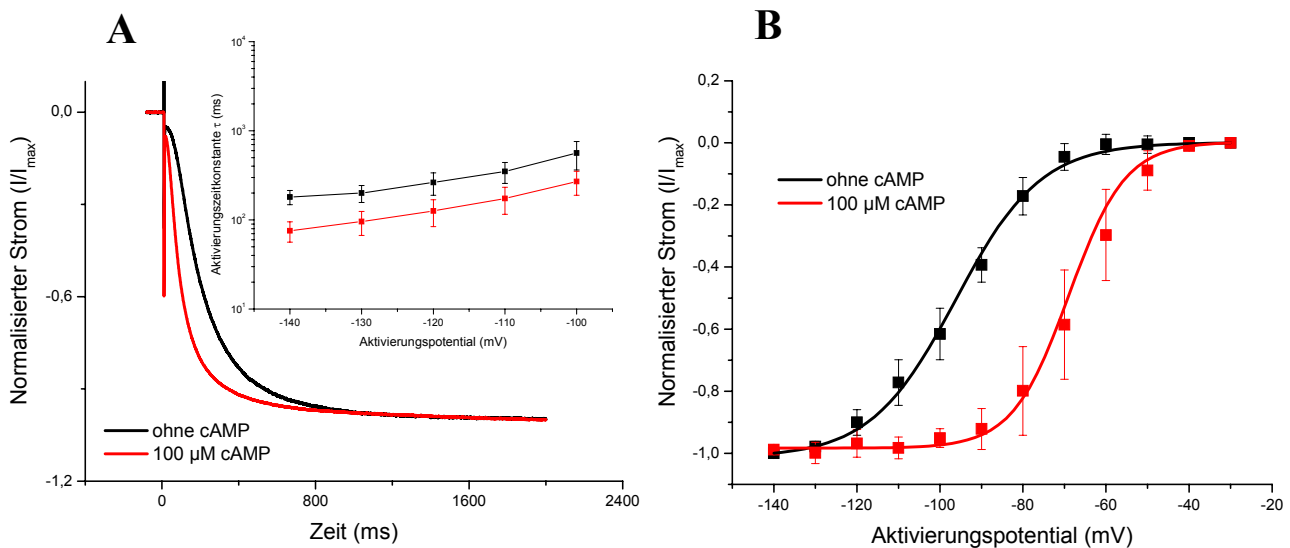 A
Normalisierter Strom (I/Imax)
0,0
-0,6
-1,2
0
800
1600
2400
Zeit (ms)
ohne cAMP
100 µM cAMP
Aktivierungszeitkonstante τ (ms)
10^4
10^3
10^2
10^1
-140
-130
-120
-110
-100
Aktivierungspotential (mV)
B
Normalisierter Strom (I/Imax)
0,2
0,0
-0,2
-0,4
-0,6
-0,8
-1,0
ohne cAMP
100 µM cAMP
-140
-120
-100
-80
-60
-40
-20
Aktivierungspotential (mV)